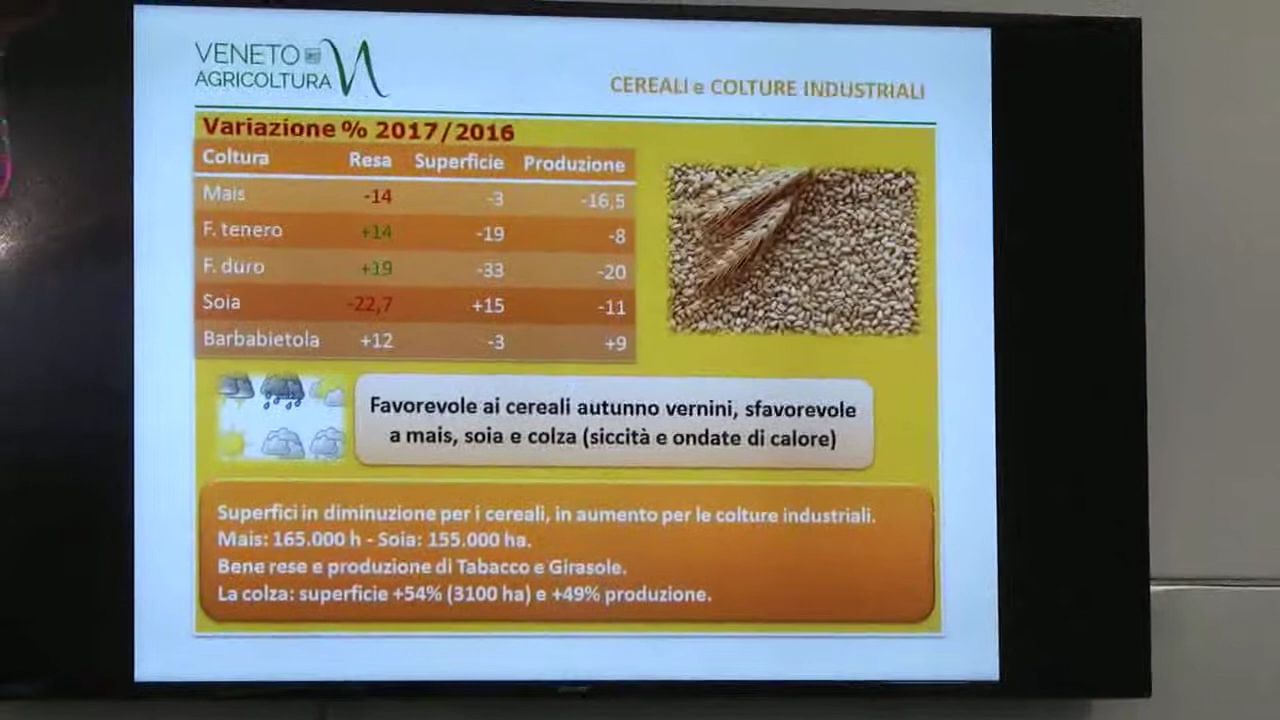 VENETO
AGRICOLTURA
CEREALI e COLTURE INDUSTRIALI
Variazione % 2017/2016
Coltura Resa Superficie Produzione
Mais -14 -3 -16,5
F. tenero +14 -19 -8
F. duro +19 -33 -20
Soia -22,7 +15 -11
Barbabietola +12 -3 +9
Favorevole ai cereali autunno vernini, sfavorevole
a mais, soia e colza (siccità e ondate di calore)
Superfici in diminuzione per i cereali, in aumento per le colture industriali.
Mais: 165.000 h - Soia: 155.000 ha.
Bene rese e produzione di Tabacco e Girasole.
La colza: superficie +54% (3100 ha) e +49% produzione.